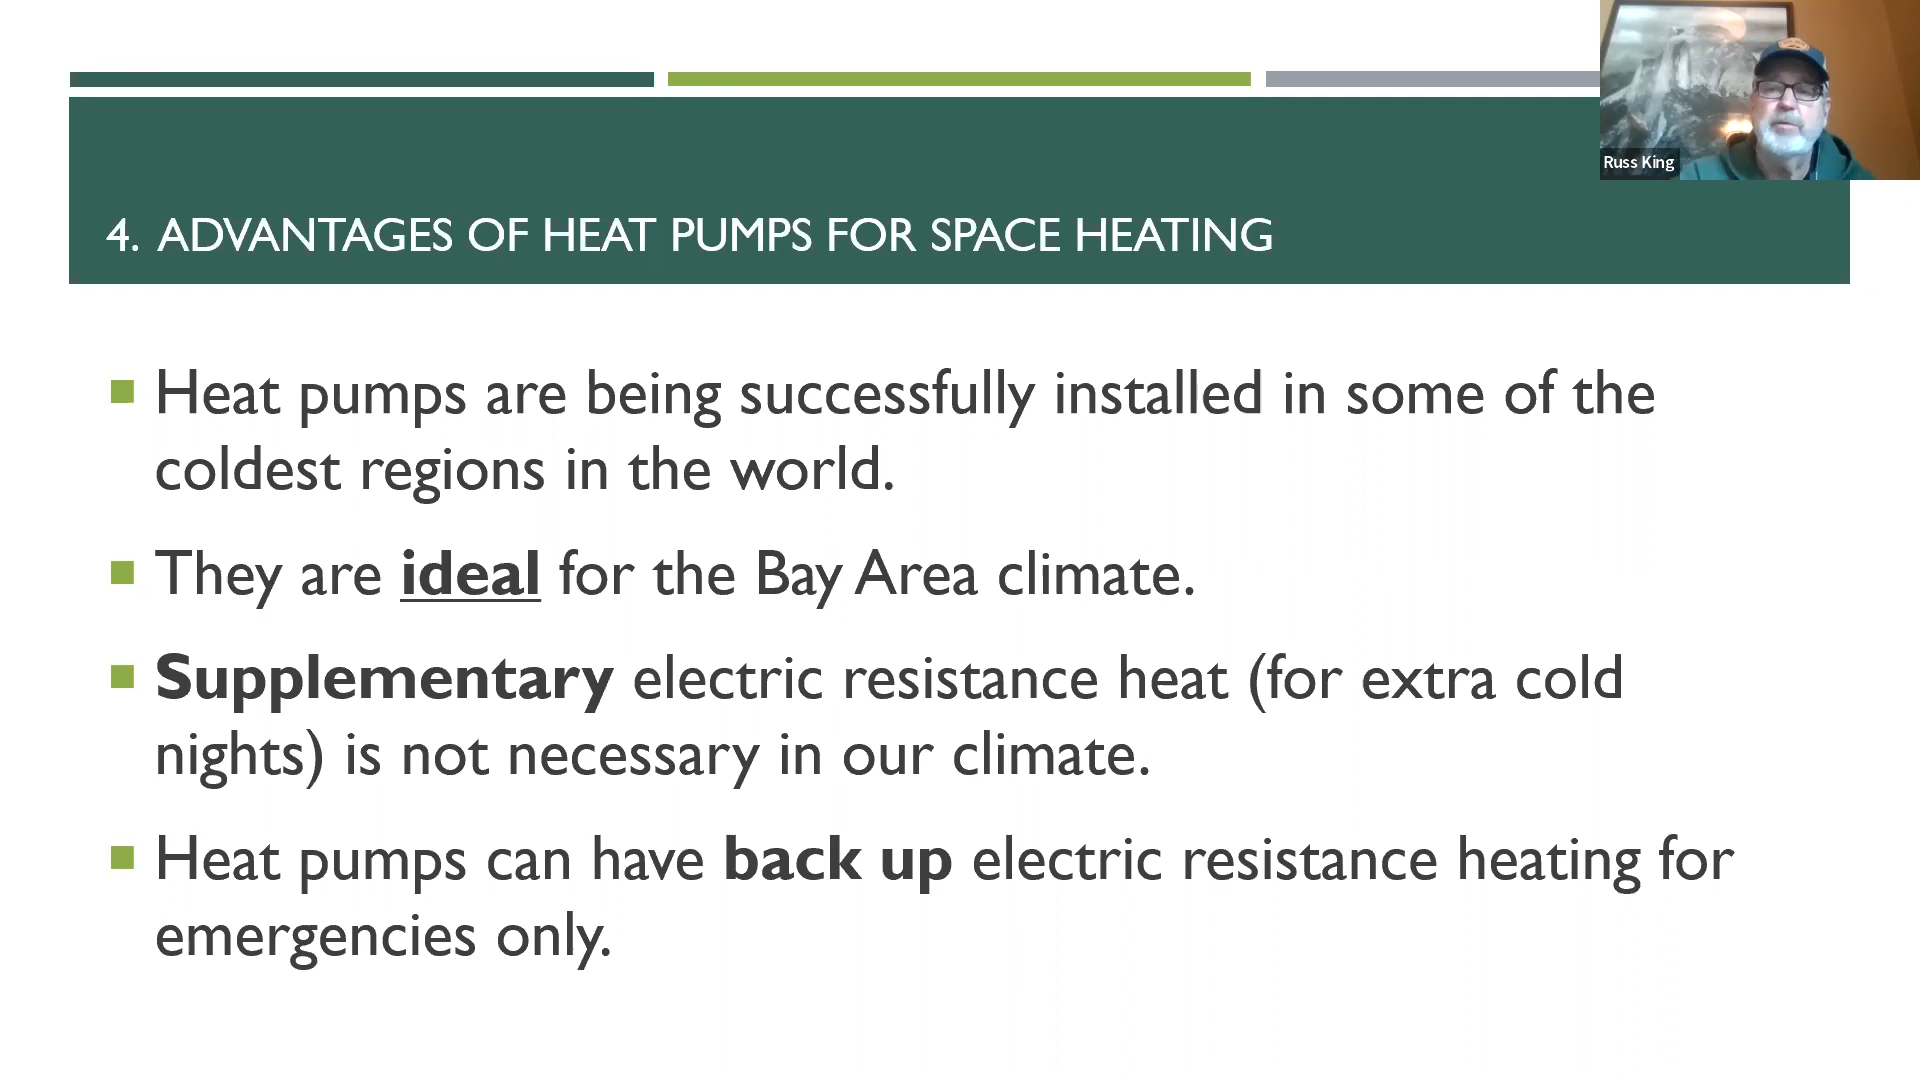 Russ King
4. ADVANTAGES OF HEAT PUMPS FOR SPACE HEATING
Heat pumps are being successfully installed in some of the
coldest regions in the world.
They are ideal for the Bay Area climate.
Supplementary electric resistance heat (for extra cold
nights) is not necessary in our climate.
Heat pumps can have back up electric resistance heating for
emergencies only.